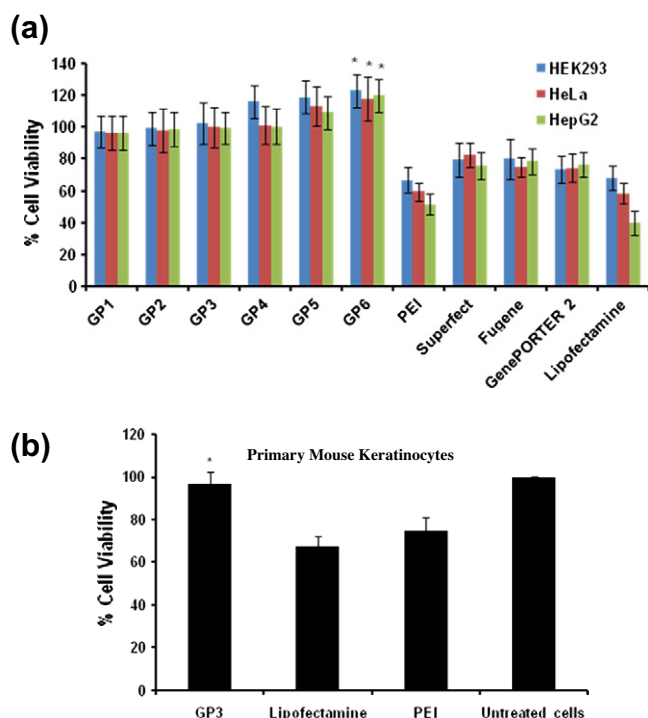 (a)
140
120
100
80
60
40
20
0
% Cell Viability
* * *
HEK293
HeLa
HepG2
GP1
GP2
GP3
GP4
GP5
GP6
PEI
Superfect
Fugene
GenePORTER 2
Lipofectamine
(b)
120
100
80
60
40
20
0
% Cell Viability
Primary Mouse Keratinocytes
*
GP3 Lipofectamine PEI Untreated cells